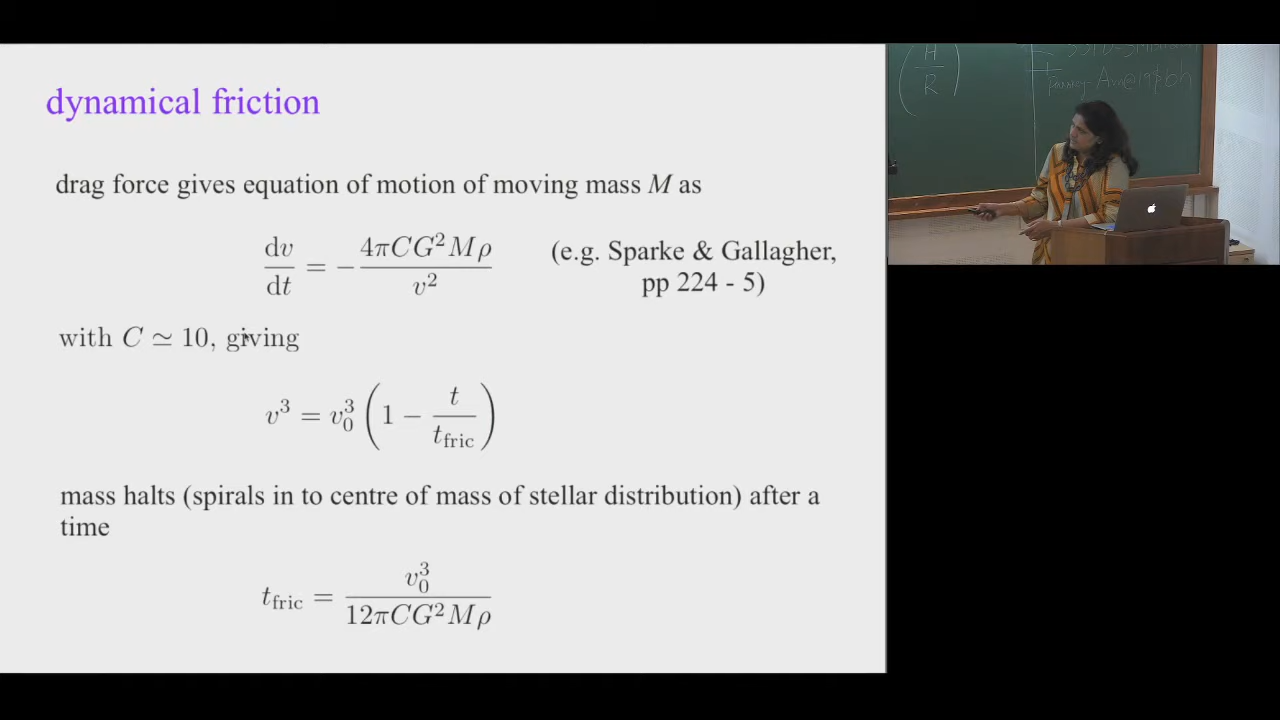 dynamical friction
drag force gives equation of motion of moving mass M as
dv/dt = − 4πCG²Mρ / v²
(e.g. Sparke & Gallagher,
pp 224 - 5)
with C ≃ 10, giving
v³ = v₀³ (1 − t / t_fric)
mass halts (spirals in to centre of mass of stellar distribution) after a
time
t_fric = v₀³ / 12πCG²Mρ
(H/R)